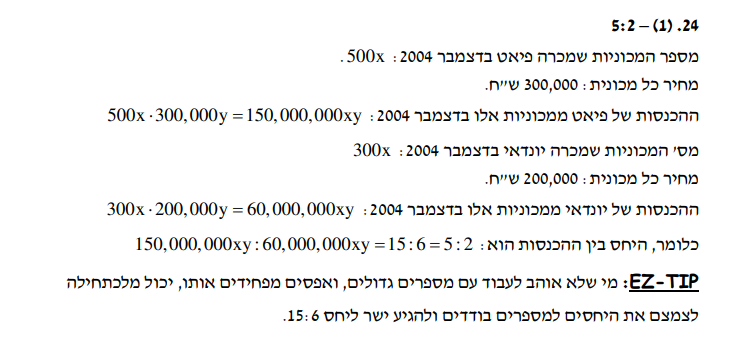 24. (1) – 5:2
מספר המכוניות שמכרה פיאט בדצמבר 2004 : 500x .
מחיר כל מכונית : 300,000 ש״ח.
ההכנסות של פיאט ממכוניות אלו בדצמבר 2004 : 500x · 300,000y = 150,000,000xy
מס׳ המכוניות שמכרה יונדאי בדצמבר 2004 : 300x
מחיר כל מכונית : 200,000 ש״ח.
ההכנסות של יונדאי ממכוניות אלו בדצמבר 2004 : 300x · 200,000y = 60,000,000xy
כלומר, היחס בין ההכנסות הוא : 150,000,000xy : 60,000,000xy = 15 : 6 = 5 : 2
EZ-TIP: מי שלא אוהב לעבוד עם מספרים גדולים, ואפסים מפחידים אותו, יכול מלכתחילה
לצמצם את היחסים למספרים בודדים ולהגיע ישר ליחס 15:6.